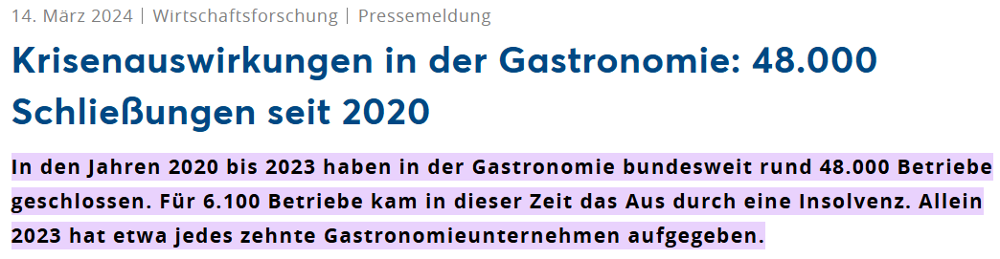 14. März 2024 | Wirtschaftsforschung | Pressemeldung
Krisenauswirkungen in der Gastronomie: 48.000
Schließungen seit 2020
In den Jahren 2020 bis 2023 haben in der Gastronomie bundesweit rund 48.000 Betriebe
geschlossen. Für 6.100 Betriebe kam in dieser Zeit das Aus durch eine Insolvenz. Allein
2023 hat etwa jedes zehnte Gastronomieunternehmen aufgegeben.